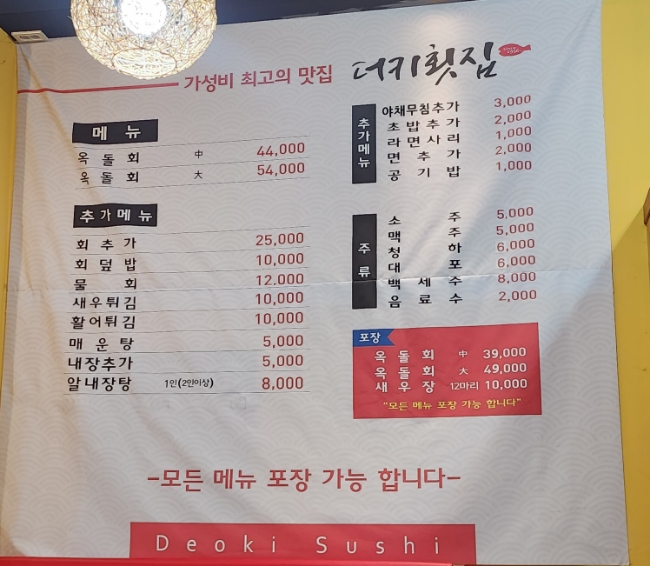 가성비 최고의 맛집 더키횟집
메 뉴
옥 돌 회 中 44,000
옥 돌 회 大 54,000
추가메뉴
회 추 가 25,000
회 덮 밥 10,000
물 회 12,000
새우튀김 10,000
활어튀김 10,000
매 운 탕 5,000
내장추가 5,000
알내장탕 1인(2인이상) 8,000
추가메뉴
야채무침추가 3,000
초 밥 추 가 2,000
라 면 사 리 1,000
면 추 가 2,000
공 기 밥 1,000
주류
소 주 5,000
맥 주 5,000
청 하 6,000
대 포 6,000
백 세 주 8,000
음 료 수 2,000
포장
옥 돌 회 中 39,000
옥 돌 회 大 49,000
새 우 장 12마리 10,000
"모든 메뉴 포장 가능 합니다"
-모든 메뉴 포장 가능 합니다-
Deoki Sushi